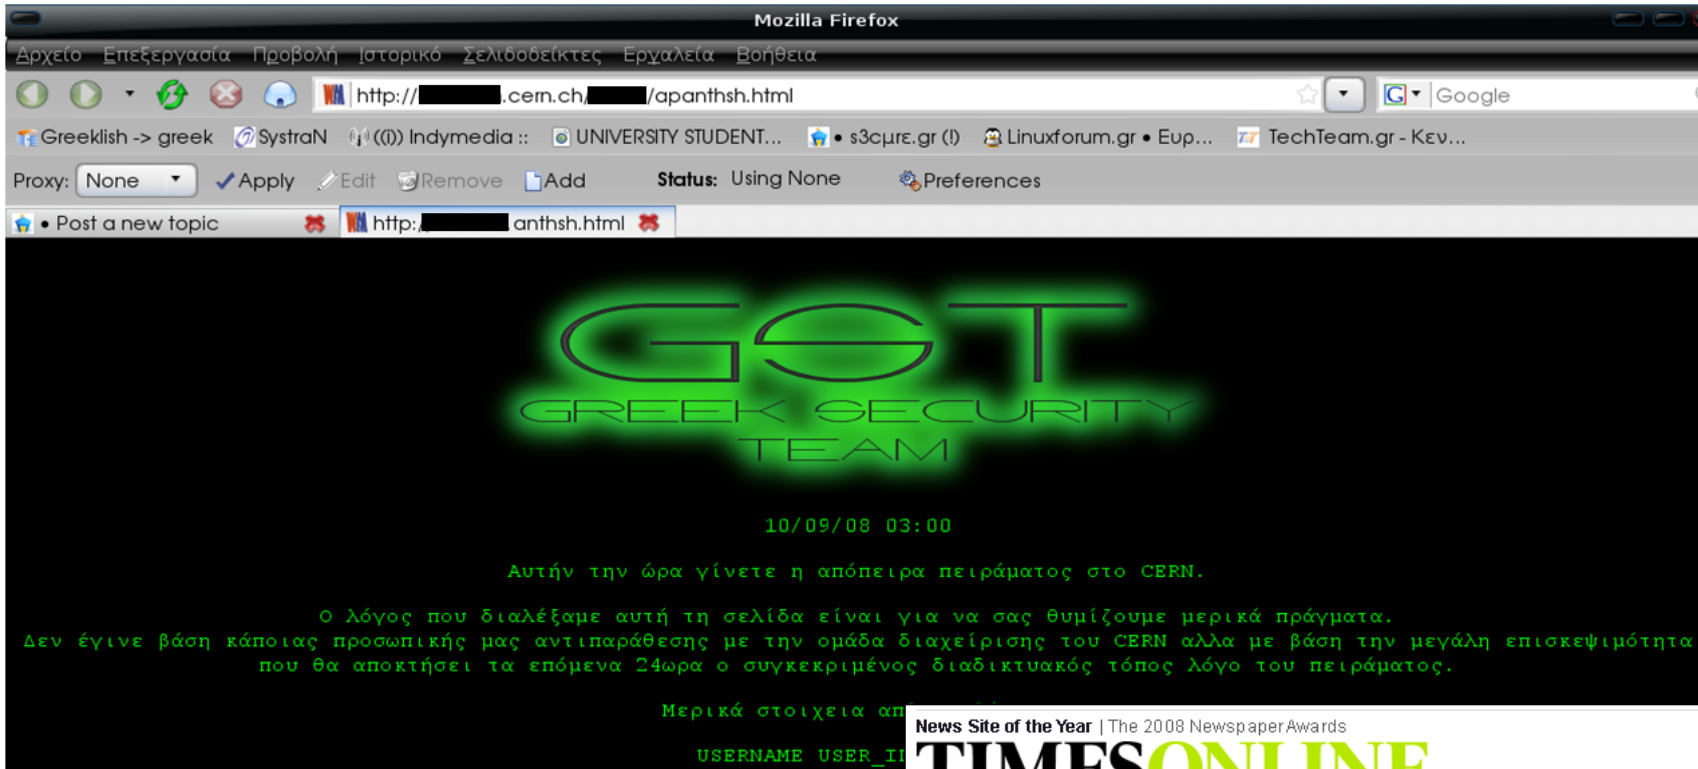 Mozilla Firefox
Αρχείο Επεξεργασία Προβολή Ιστορικό Σελιδοδείκτες Εργαλεία Βοήθεια
http:// .cern.ch/ /apanthsh.html Google
Greeklish -> greek SystraN ((i)) Indymedia :: UNIVERSITY STUDENT... • s3cμrε.gr (!) Linuxforum.gr • Ευρ... TechTeam.gr - Κεν...
Proxy: None Apply Edit Remove Add Status: Using None Preferences
• Post a new topic http:/ anthsh.html
GST
GREEK SECURITY
TEAM
10/09/08 03:00
Αυτήν την ώρα γίνετε η απόπειρα πειράματος στο CERN.
Ο λόγος που διαλέξαμε αυτή τη σελίδα είναι για να σας θυμίζουμε μερικά πράγματα.
Δεν έγινε βάση κάποιας προσωπικής μας αντιπαράθεσης με την ομάδα διαχείρισης του CERN αλλα με βάση την μεγάλη επισκεψιμότητα
που θα αποκτήσει τα επόμενα 24ωρα ο συγκεκριμένος διαδικτυακός τόπος λόγο του πειράματος.
Μερικά στοιχεια
USERNAME
News Site of the Year | The 2008 Newspaper Awards
TIMESONLINE